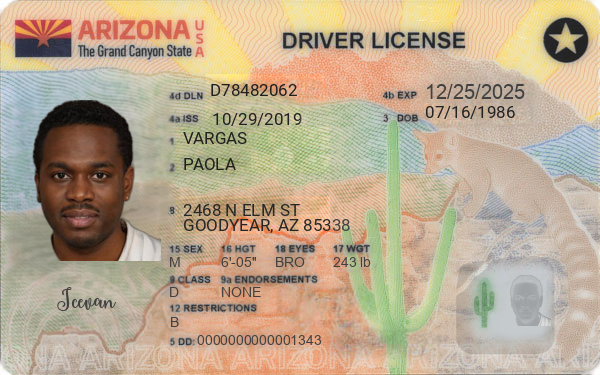 ARIZONA USA
The Grand Canyon State
DRIVER LICENSE
4d DLN D78482062
4b EXP 12/25/2025
4a ISS 10/29/2019
3 DOB 07/16/1986
1 VARGAS
2 PAOLA
8 2468 N ELM ST
GOODYEAR, AZ 85338
15 SEX 16 HGT 18 EYES 17 WGT
M 6'-05" BRO 243 lb
9 CLASS 9a ENDORSEMENTS
D NONE
12 RESTRICTIONS
B
5 DD: 0000000000001343
Jeevan
ARIZONA ARIZONA ARIZONA ARIZONA